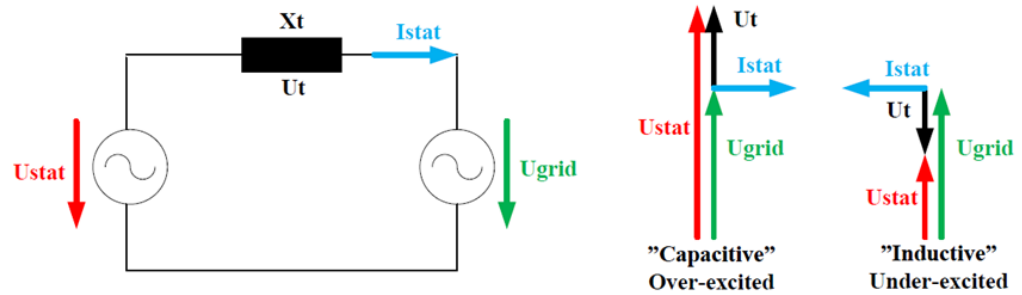 Xt
Istat
Ut
Ustat
Ugrid
Ut
Istat
Ustat
Ugrid
”Capacitive”
Over-excited
Istat
Ut
Ugrid
Ustat
”Inductive”
Under-excited